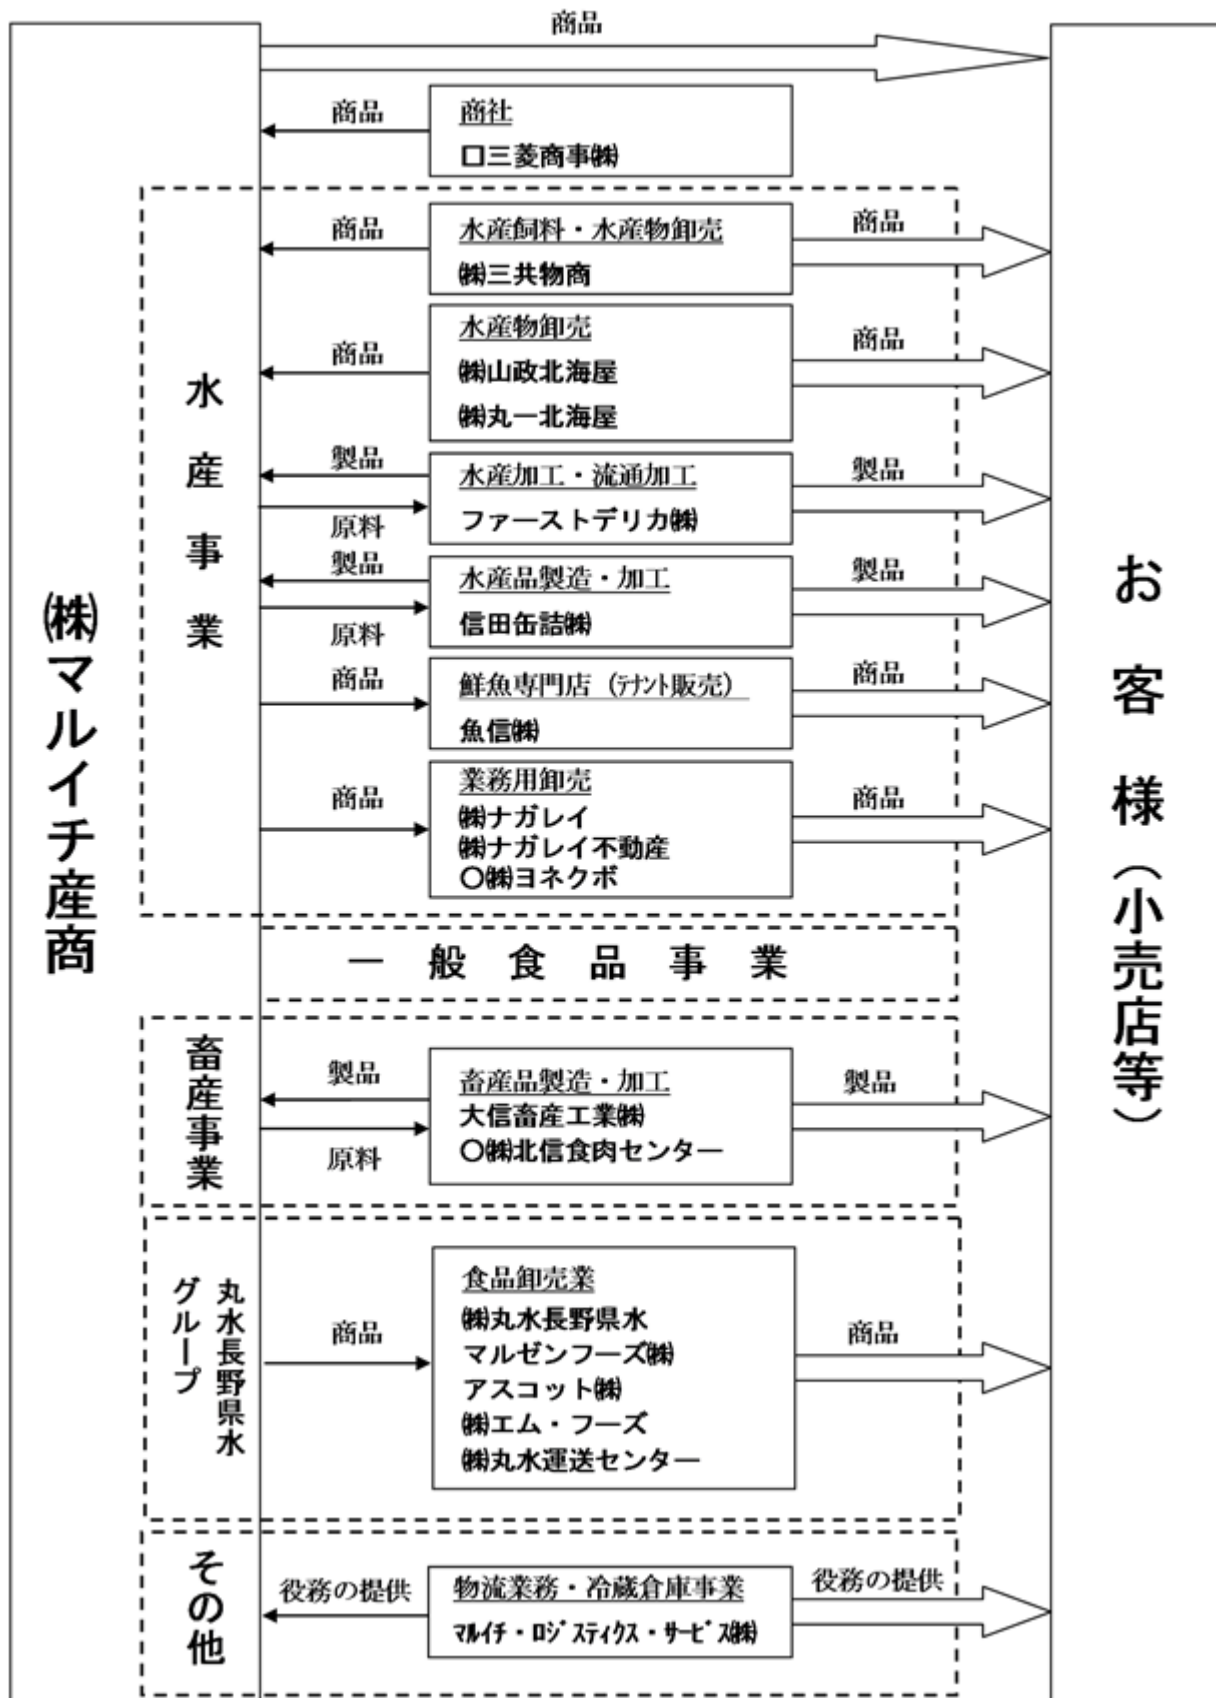 商品
㈱マルイチ産商
お客様（小売店等）
商品
商社
□三菱商事㈱
水産事業
商品
水産飼料・水産物卸売
㈱三共物商
商品
商品
水産物卸売
㈱山政北海屋
㈱丸一北海屋
商品
製品
原料
水産加工・流通加工
ファーストデリカ㈱
製品
製品
原料
水産品製造・加工
信田缶詰㈱
製品
商品
鮮魚専門店（ﾃﾅﾝﾄ販売）
魚信㈱
商品
商品
業務用卸売
㈱ナガレイ
㈱ナガレイ不動産
○㈱ヨネクボ
商品
一般食品事業
畜産事業
製品
原料
畜産品製造・加工
大信畜産工業㈱
○㈱北信食肉センター
製品
丸水長野県水
グループ
商品
食品卸売業
㈱丸水長野県水
マルゼンフーズ㈱
アスコット㈱
㈱エム・フーズ
㈱丸水運送センター
商品
その他
役務の提供
物流業務・冷蔵倉庫事業
ﾏﾙｲﾁ・ﾛｼﾞｽﾃｨｸｽ・ｻｰﾋﾞｽ㈱
役務の提供